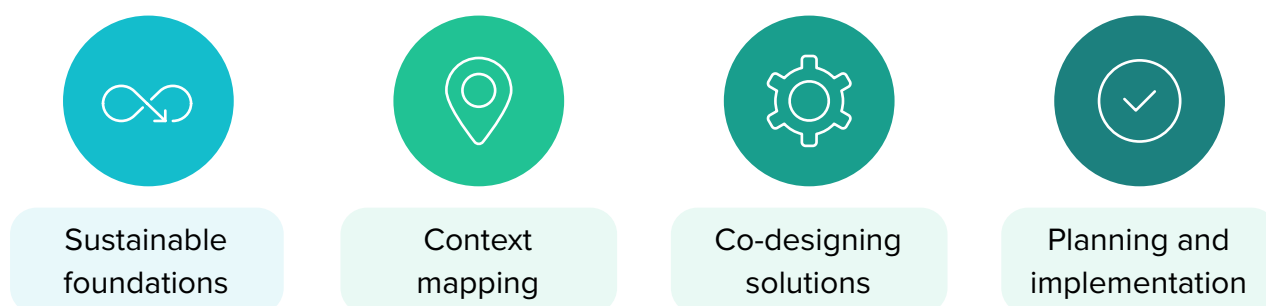 Sustainable
foundations
Context
mapping
Co-designing
solutions
Planning and
implementation